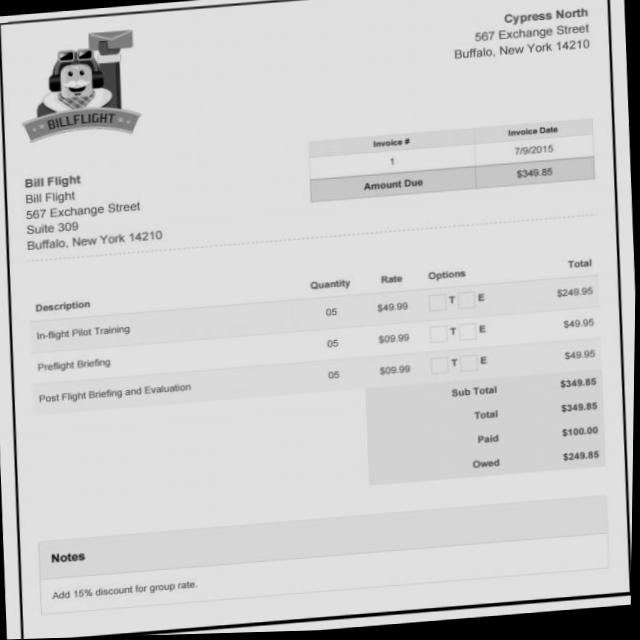 Cypress North
567 Exchange Street
Buffalo, New York 14210
BILLFLIGHT
Invoice # Invoice Date
1 7/9/2015
Amount Due $349.85
Bill Flight
Bill Flight
567 Exchange Street
Suite 309
Buffalo, New York 14210
Description Quantity Rate Options Total
In-flight Pilot Training 05 $49.99 T E $249.95
Preflight Briefing 05 $09.99 T E $49.95
Post Flight Briefing and Evaluation 05 $09.99 T E $49.95
Sub Total $349.85
Total $349.85
Paid $100.00
Owed $249.85
Notes
Add 15% discount for group rate.